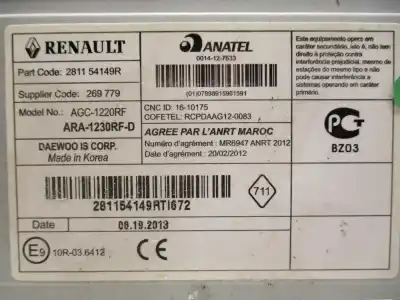 RENAULT
Part Code: 2811 54149R
Supplier Code: 269 779
Model No.: AGC-1220RF
ARA-1230RF-D
DAEWOO IS CORP.
Made in Korea
ANATEL
0014-12-7633
(01)07898915961591
CNC ID: 16-10175
COFETEL: RCPDAAG12-0083
AGREE PAR L'ANRT MAROC
Numéro d'agrément : MR6947 ANRT 2012
Date d'agrément : 20/02/2012
Este equipamento opera em
caráter secundário, isto é, não tem
direito à proteção contra
interferência prejudicial, mesmo de
estações do mesmo tipo e não
pode causar interferência a
sistemas operando em caráter
primário.
PCT
BZ03
281154149RTI672
711
Date
09.19.2013
E9
10R-03.6412
CE